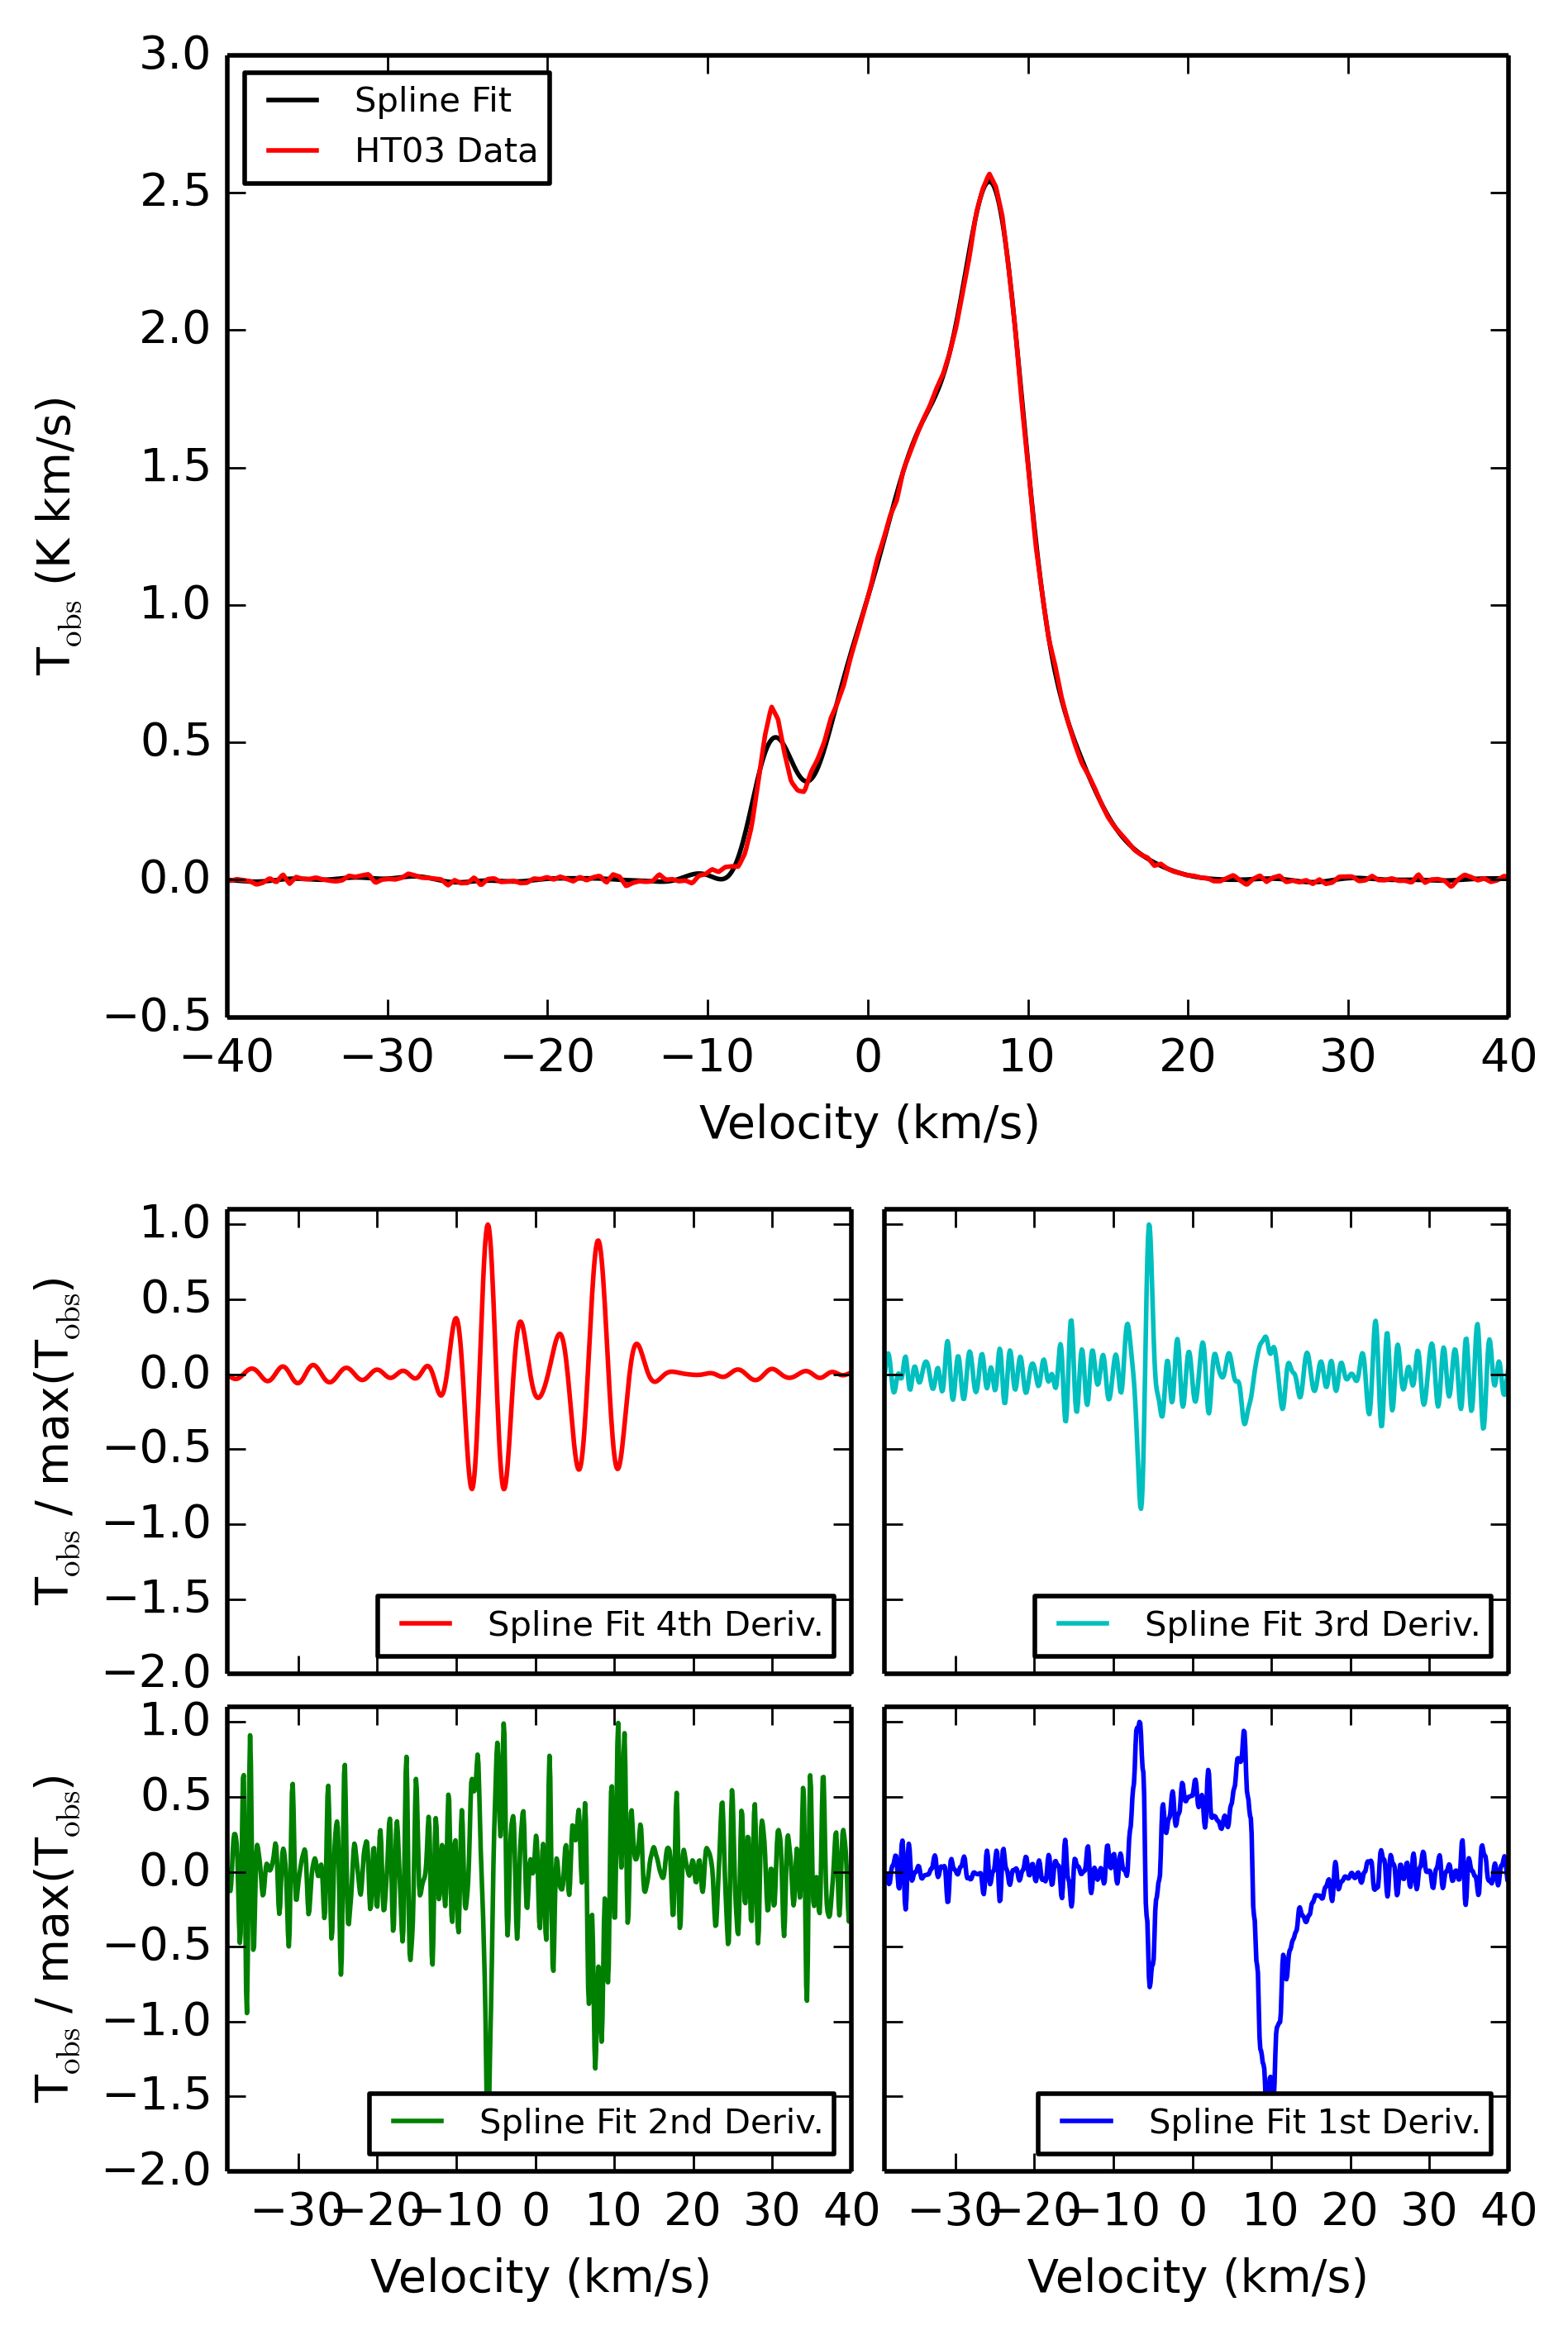 3.0
2.5
2.0
1.5
1.0
0.5
0.0
−0.5
T_obs (K km/s)
Spline Fit
HT03 Data
−40 −30 −20 −10 0 10 20 30 40
Velocity (km/s)
1.0
0.5
0.0
−0.5
−1.0
−1.5
−2.0
T_obs / max(T_obs)
Spline Fit 4th Deriv.
Spline Fit 3rd Deriv.
1.0
0.5
0.0
−0.5
−1.0
−1.5
−2.0
T_obs / max(T_obs)
Spline Fit 2nd Deriv.
Spline Fit 1st Deriv.
−30 −20 −10 0 10 20 30 40
−30 −20 −10 0 10 20 30 40
Velocity (km/s)
Velocity (km/s)